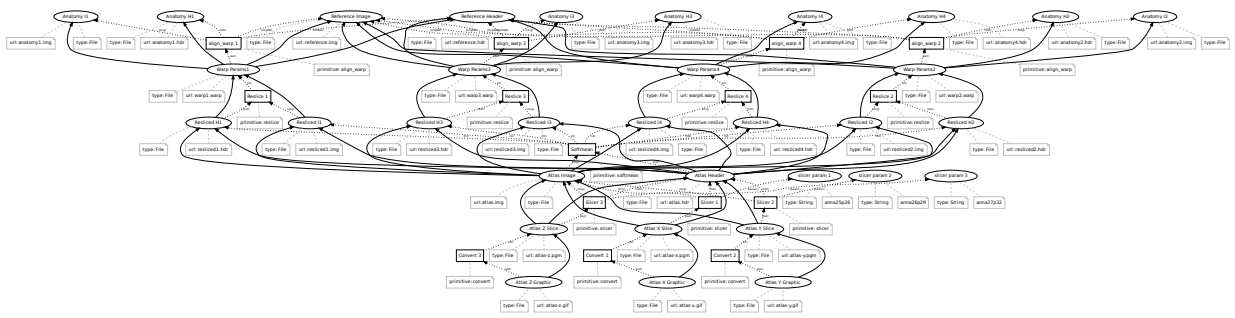 Anatomy I1
Anatomy H1
Reference Image
Reference Header
Anatomy I3
Anatomy H3
Anatomy I4
Anatomy H4
Anatomy H2
Anatomy I2
url: anatomy1.img
type: File
type: File
url: anatomy1.hdr
align_warp 1
type: File
url: reference.img
type: File
url: reference.hdr
align_warp 3
type: File
url: anatomy3.img
url: anatomy3.hdr
type: File
align_warp 4
url: anatomy4.img
type: File
align_warp 2
type: File
url: anatomy4.hdr
url: anatomy2.hdr
type: File
url: anatomy2.img
type: File
Warp Params1
primitive: align_warp
Warp Params3
primitive: align_warp
Warp Params4
primitive: align_warp
Warp Params2
primitive: align_warp
type: File
url: warp1.warp
Reslice 1
type: File
url: warp3.warp
Reslice 3
type: File
url: warp4.warp
Reslice 4
Reslice 2
type: File
url: warp2.warp
Resliced H1
primitive: reslice
Resliced I1
Resliced H3
primitive: reslice
Resliced I3
Resliced I4
primitive: reslice
Resliced H4
Resliced I2
primitive: reslice
Resliced H2
type: File
url: resliced1.hdr
type: File
url: resliced1.img
type: File
url: resliced3.hdr
type: File
url: resliced3.img
type: File
Softmean
url: resliced4.img
type: File
type: File
url: resliced4.hdr
type: File
url: resliced2.img
type: File
url: resliced2.hdr
Atlas Image
primitive: softmean
Atlas Header
slicer param 1
slicer param 2
slicer param 3
url: atlas.img
type: File
Slicer 3
type: File
url: atlas.hdr
Slicer 1
Slicer 2
type: String
anna25p26
type: String
anna26p29
type: String
anna27p32
Atlas Z Slice
primitive: slicer
Atlas X Slice
primitive: slicer
Atlas Y Slice
primitive: slicer
Convert 3
type: File
url: atlas-z.pgm
Convert 1
type: File
url: atlas-x.pgm
Convert 2
type: File
url: atlas-y.pgm
primitive: convert
Atlas Z Graphic
primitive: convert
Atlas X Graphic
primitive: convert
Atlas Y Graphic
type: File
url: atlas-z.gif
type: File
url: atlas-x.gif
type: File
url: atlas-y.gif